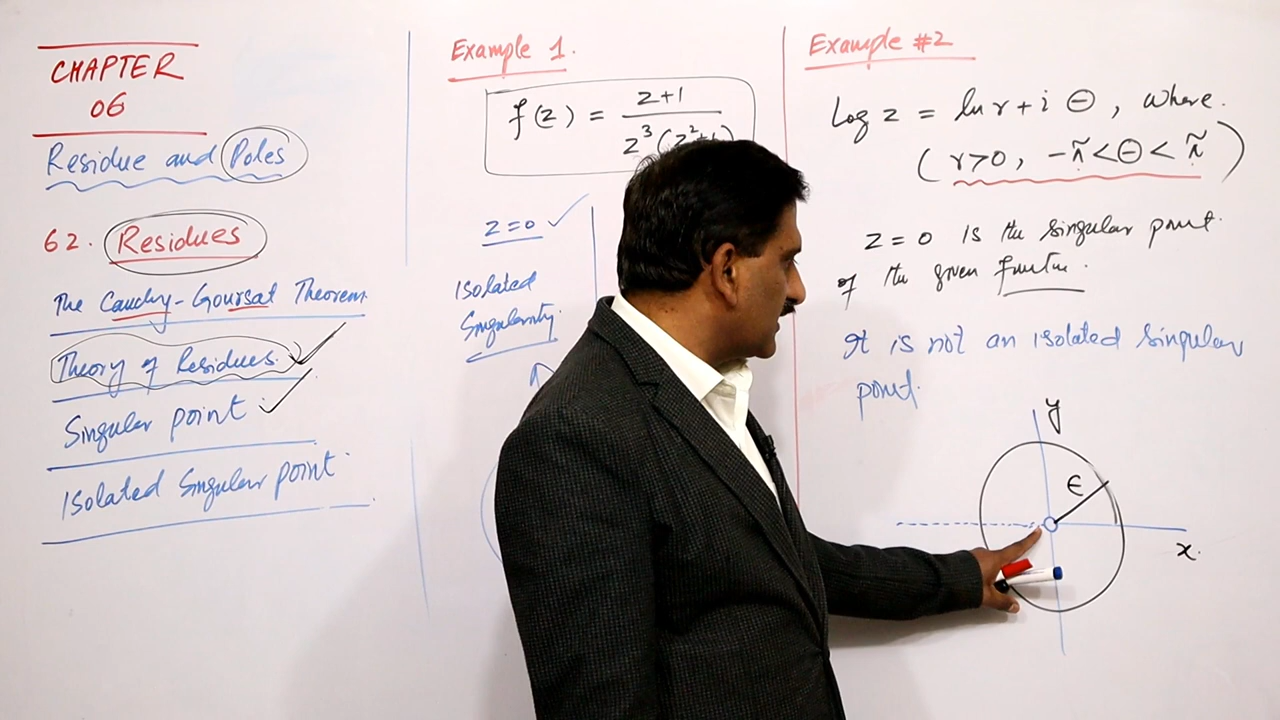 CHAPTER
06
Residue and Poles
62. Residues
The Cauchy-Goursat Theorem
Theory of Residues.
Singular point
Isolated Singular point
Example 1.
f(z) = z+1
z³ (z²+1)
z=0
Isolated
Singularity.
Example #2
Log z = ln r + i Θ, where.
(r>0, -π<Θ<π)
z=0 is the singular point
of the given function.
It is not an isolated singular
point.
y
ϵ
x.